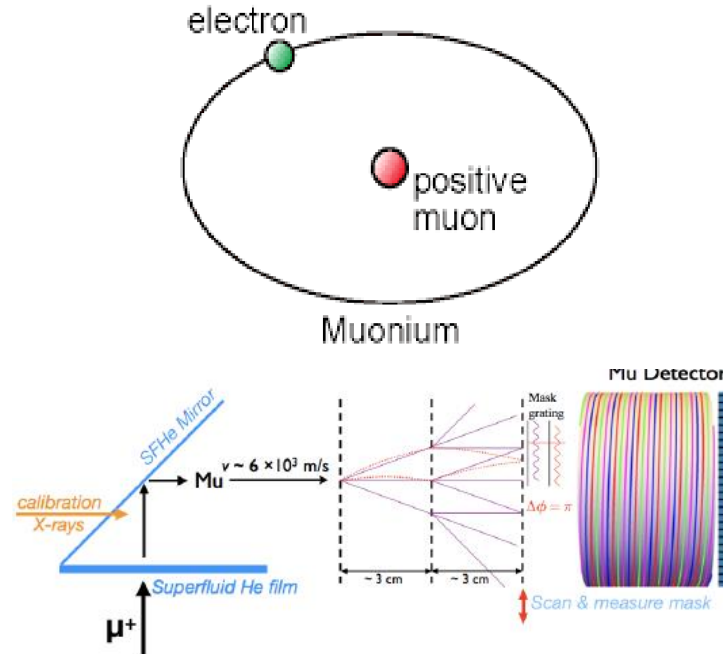 electron
positive
muon
Muonium
Mu Detector
SFHe Mirror
Mask
grating
Mu
v ~ 6 ×10³ m/s
calibration
X-rays
Δϕ = π
~ 3 cm
~ 3 cm
Superfluid He film
Scan & measure mask
μ⁺